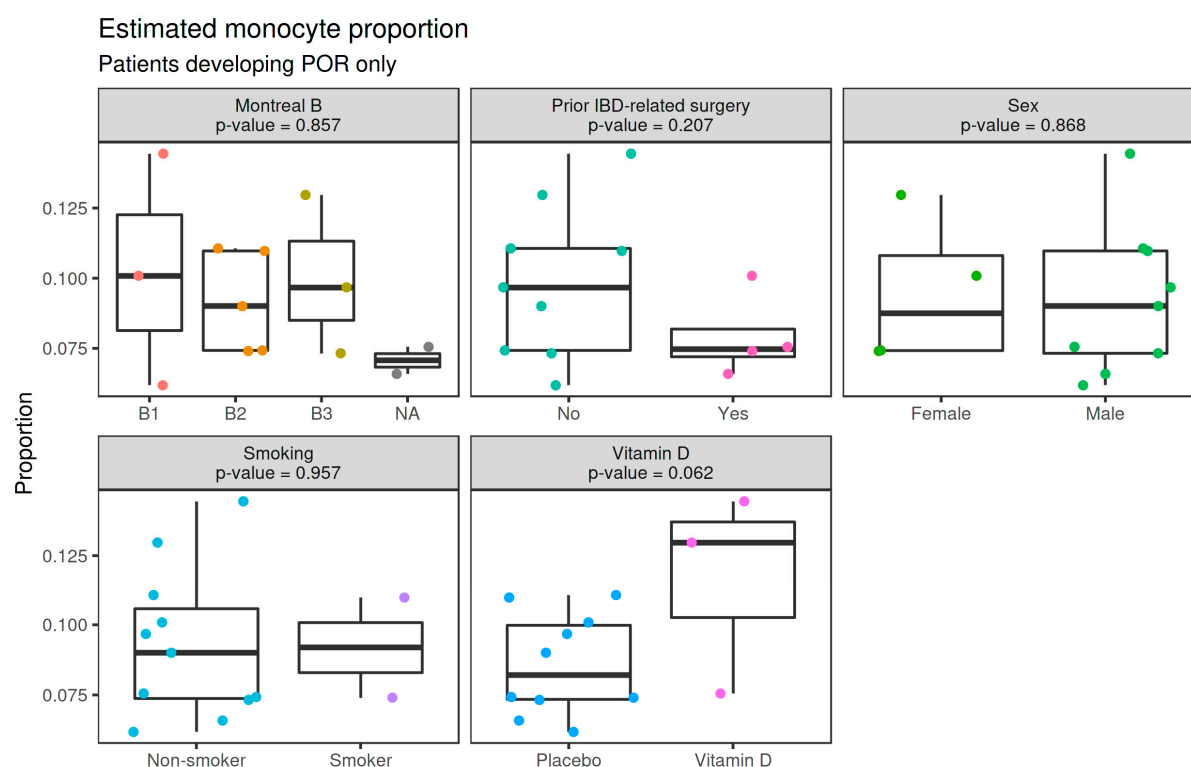 Estimated monocyte proportion
Patients developing POR only
Montreal B
p-value = 0.857
Prior IBD-related surgery
p-value = 0.207
Sex
p-value = 0.868
0.125
0.100
0.075
B1 B2 B3 NA
No Yes
Female Male
Proportion
Smoking
p-value = 0.957
Vitamin D
p-value = 0.062
0.125
0.100
0.075
Non-smoker Smoker
Placebo Vitamin D